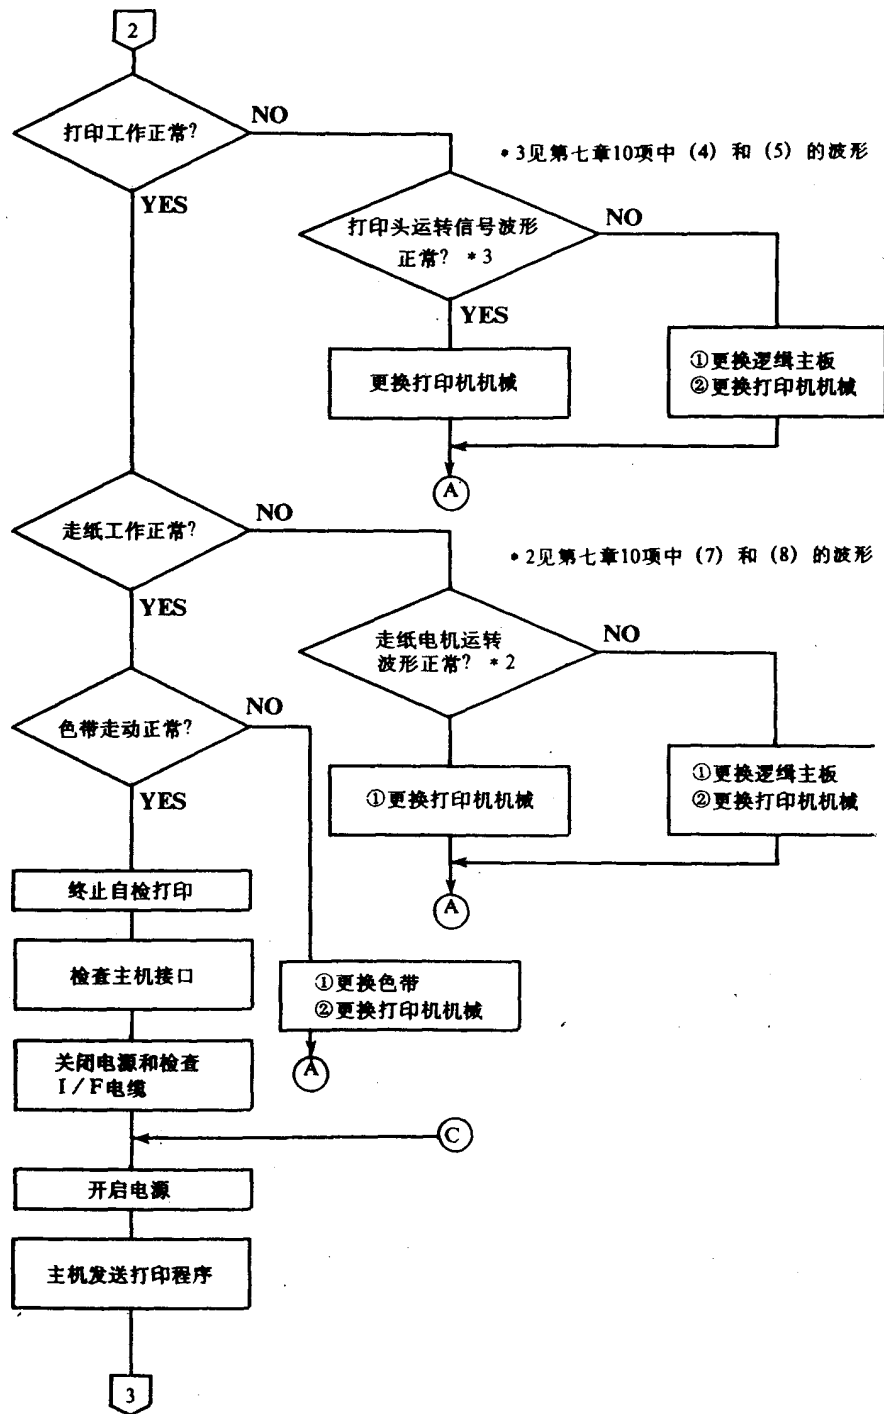 2
打印工作正常?
NO
YES
*3见第七章10项中 (4) 和 (5) 的波形
打印头运转信号波形
正常? *3
NO
YES
更换打印机机械
①更换逻缉主板
②更换打印机机械
A
走纸工作正常?
NO
YES
*2见第七章10项中 (7) 和 (8) 的波形
走纸电机运转
波形正常? *2
NO
色带走动正常?
NO
YES
①更换打印机机械
①更换逻缉主板
②更换打印机机械
A
终止自检打印
检查主机接口
①更换色带
②更换打印机机械
A
关闭电源和检查
I/F电缆
C
开启电源
主机发送打印程序
3